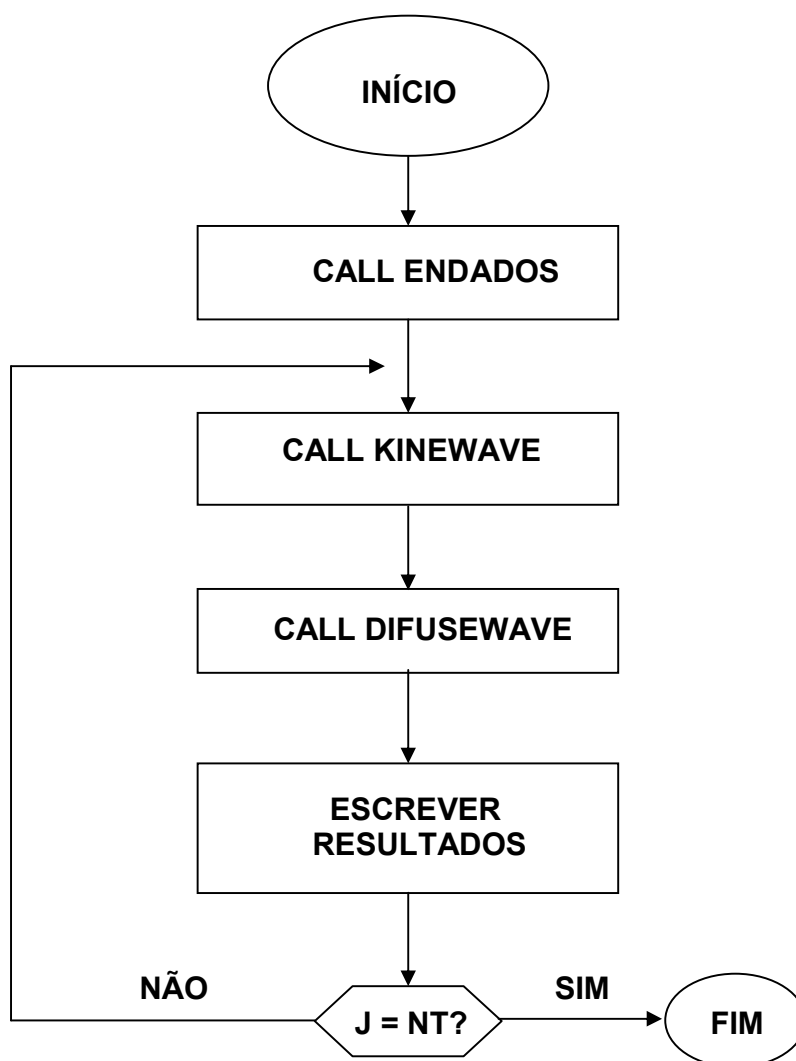 INÍCIO
CALL ENDADOS
CALL KINEWAVE
CALL DIFUSEWAVE
ESCREVER
RESULTADOS
NÃO
J = NT?
SIM
FIM